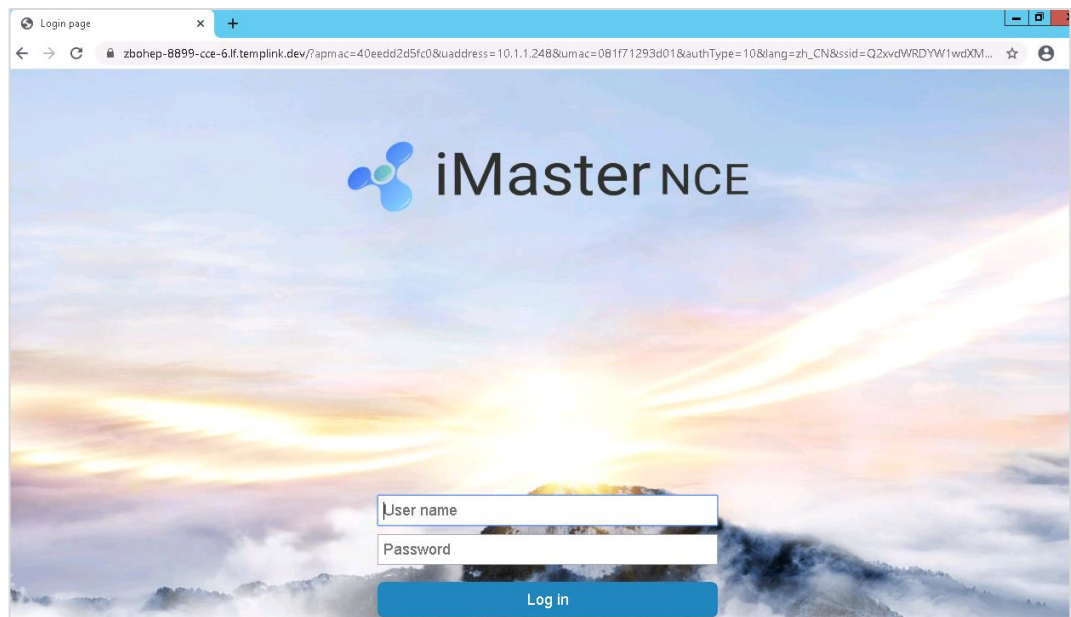 Login page
zbohep-8899-cce-6.lf.templink.dev/?apmac=40eedd2d5fc0&uaddress=10.1.1.248&umac=081f71293d01&authType=10&lang=zh_CN&ssid=Q2xvdWRDYW1wdXM...
iMaster NCE
User name
Password
Log in